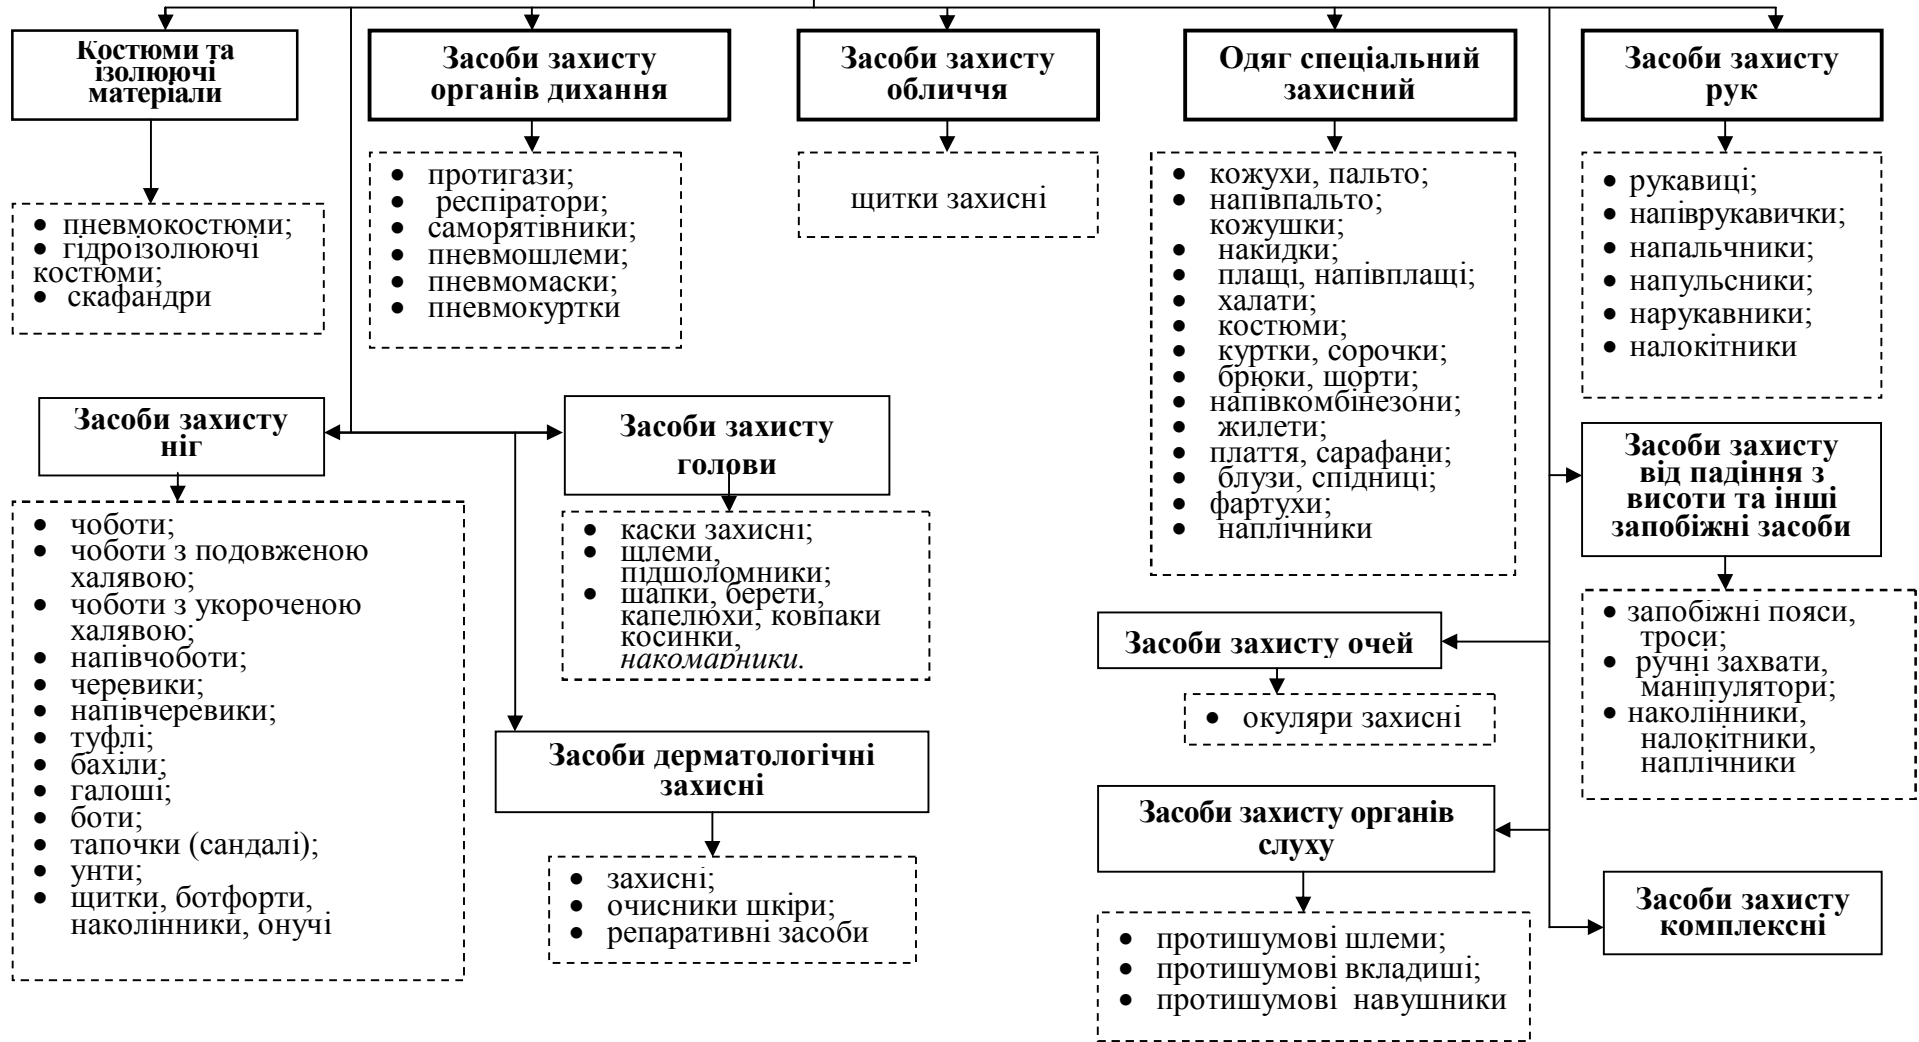 Костюми та
ізолюючі
матеріали
Засоби захисту
органів дихання
Засоби захисту
обличчя
Одяг спеціальний
захисний
Засоби захисту
рук
• пневмокостюми;
• гідроізолюючі
костюми;
• скафандри
• протигази;
• респіратори;
• саморятівники;
• пневмошлеми;
• пневмомаски;
• пневмокуртки
щитки захисні
• кожухи, пальто;
• напівпальто;
кожушки;
• накидки;
• плащі, напівплащі;
• халати;
• костюми;
• куртки, сорочки;
• брюки, шорти;
• напівкомбінезони;
• жилети;
• плаття, сарафани;
• блузи, спідниці;
• фартухи;
• наплічники
• рукавиці;
• напіврукавички;
• напальчники;
• напульсники;
• нарукавники;
• налокітники
Засоби захисту
ніг
Засоби захисту
голови
Засоби захисту
від падіння з
висоти та інші
запобіжні засоби
• чоботи;
• чоботи з подовженою
халявою;
• чоботи з укороченою
халявою;
• напівчоботи;
• черевики;
• напівчеревики;
• туфлі;
• бахіли;
• галоші;
• боти;
• тапочки (сандалі);
• унти;
• щитки, ботфорти,
наколінники, онучі
• каски захисні;
• щлеми,
підшоломники;
• шапки, берети,
капелюхи, ковпаки
косинки,
накомарники.
Засоби дерматологічні
захисні
• захисні;
• очисники шкіри;
• репаративні засоби
Засоби захисту очей
• окуляри захисні
Засоби захисту органів
слуху
• протишумові шлеми;
• протишумові вкладиші;
• протишумові навушники
• запобіжні пояси,
троси;
• ручні захвати,
маніпулятори;
• наколінники,
налокітники,
наплічники
Засоби захисту
комплексні